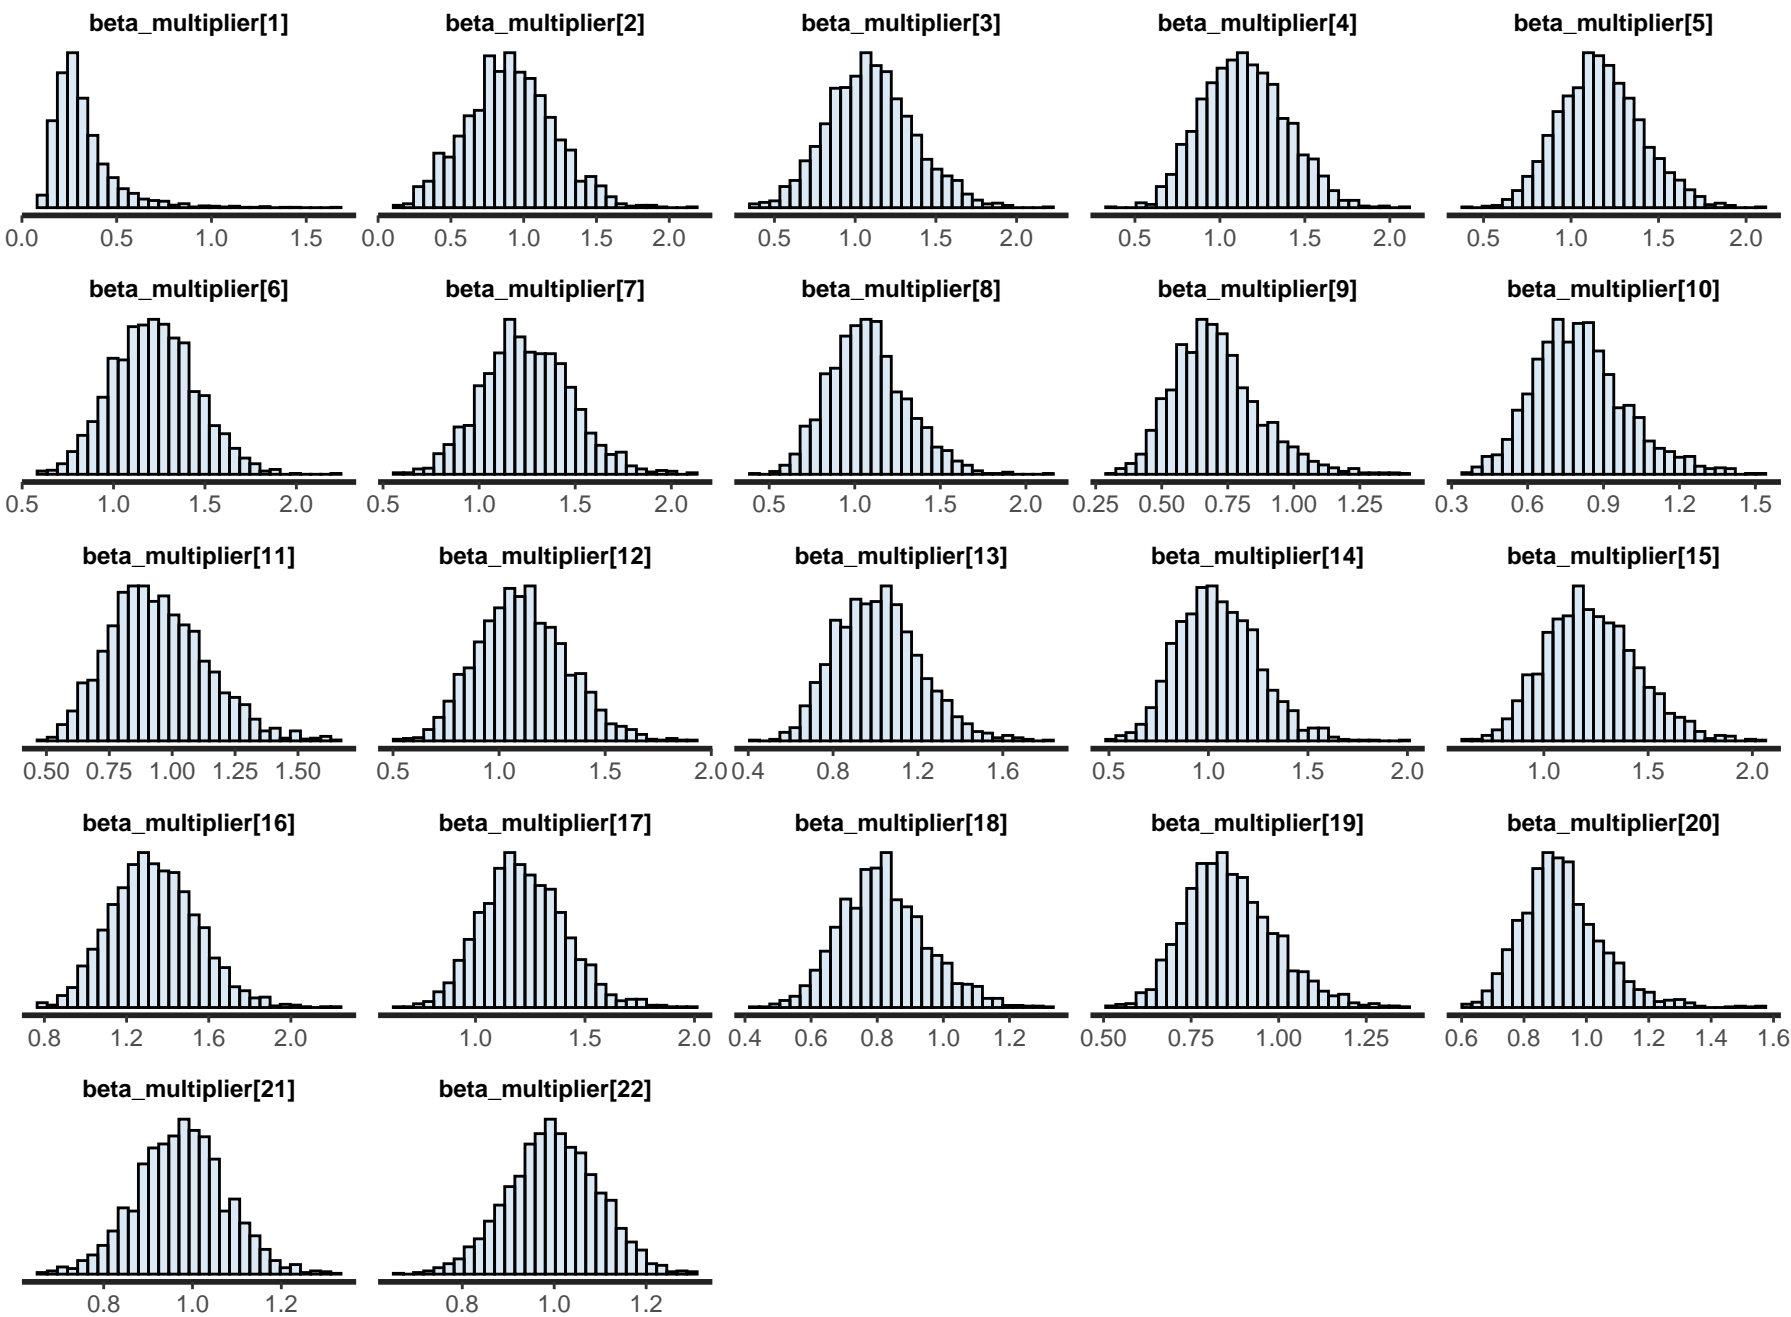 beta_multiplier[1] beta_multiplier[2] beta_multiplier[3] beta_multiplier[4] beta_multiplier[5]
0.0 0.5 1.0 1.5 0.0 0.5 1.0 1.5 2.0 0.5 1.0 1.5 2.0 0.5 1.0 1.5 2.0 0.5 1.0 1.5 2.0
beta_multiplier[6] beta_multiplier[7] beta_multiplier[8] beta_multiplier[9] beta_multiplier[10]
0.5 1.0 1.5 2.0 0.5 1.0 1.5 2.0 0.5 1.0 1.5 2.0 0.25 0.50 0.75 1.00 1.25 0.3 0.6 0.9 1.2 1.5
beta_multiplier[11] beta_multiplier[12] beta_multiplier[13] beta_multiplier[14] beta_multiplier[15]
0.50 0.75 1.00 1.25 1.50 0.5 1.0 1.5 2.0 0.4 0.8 1.2 1.6 0.5 1.0 1.5 2.0 1.0 1.5 2.0
beta_multiplier[16] beta_multiplier[17] beta_multiplier[18] beta_multiplier[19] beta_multiplier[20]
0.8 1.2 1.6 2.0 1.0 1.5 2.0 0.4 0.6 0.8 1.0 1.2 0.50 0.75 1.00 1.25 0.6 0.8 1.0 1.2 1.4 1.6
beta_multiplier[21] beta_multiplier[22]
0.8 1.0 1.2 0.8 1.0 1.2